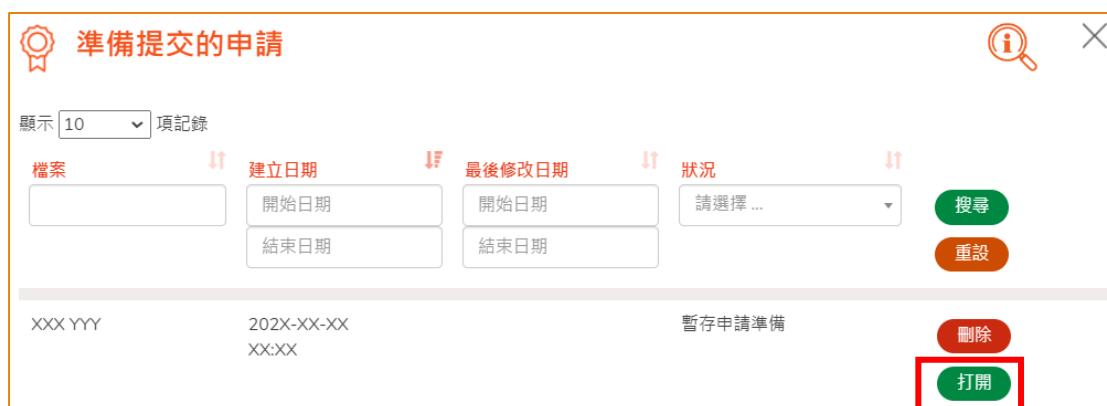 準備提交的申請
顯示 10 項記錄
檔案 建立日期 最後修改日期 狀況
開始日期 開始日期 請選擇 ... 搜尋
結束日期 結束日期 重設
XXX YYY 202X-XX-XX 暫存申請準備 刪除
XX:XX
打開